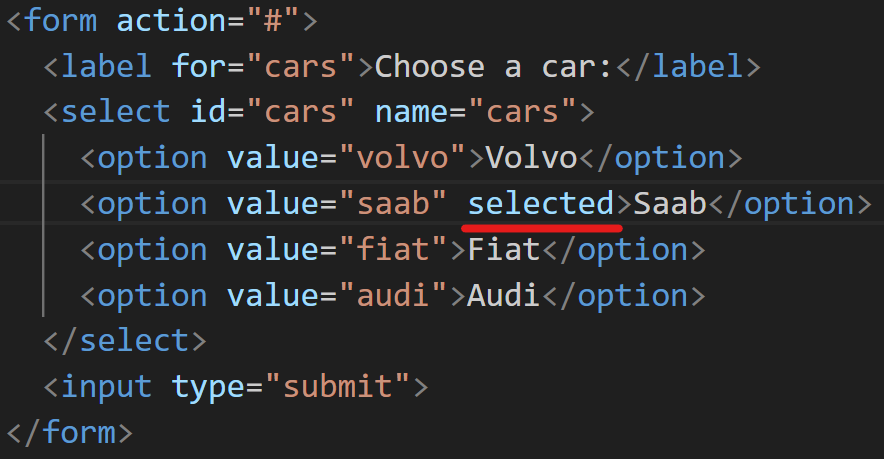 <form action="#">
<label for="cars">Choose a car:</label>
<select id="cars" name="cars">
<option value="volvo">Volvo</option>
<option value="saab" selected>Saab</option>
<option value="fiat">Fiat</option>
<option value="audi">Audi</option>
</select>
<input type="submit">
</form>